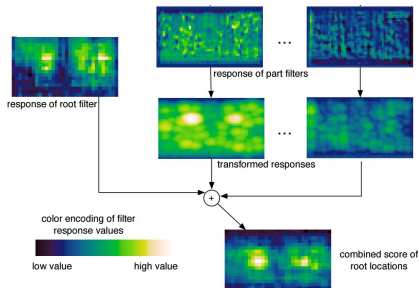 ...
response of part filters
response of root filter
...
transformed responses
+
color encoding of filter
response values
low value
high value
combined score of
root locations